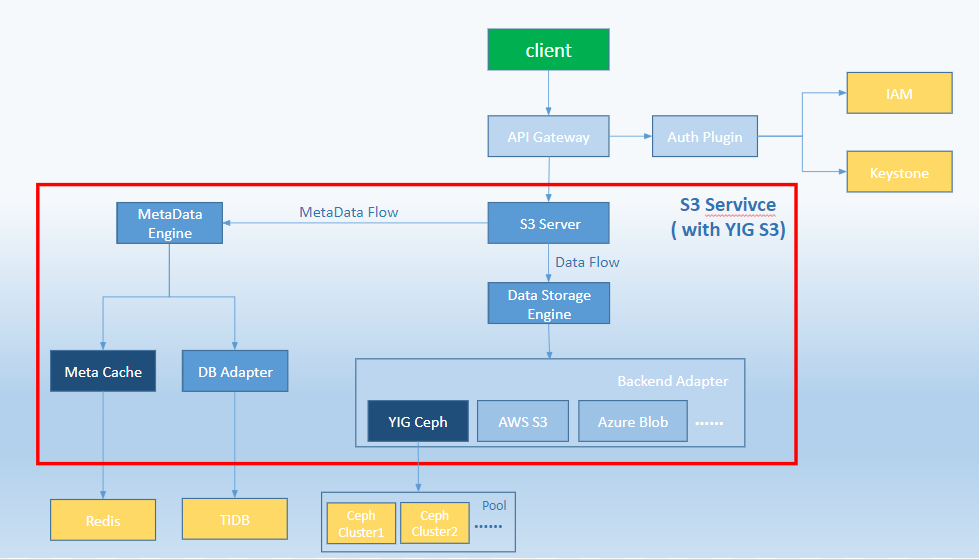 client
API Gateway
Auth Plugin
IAM
Keystone
S3 Servivce
( with YIG S3)
MetaData
Engine
MetaData Flow
S3 Server
Data Flow
Data Storage
Engine
Meta Cache
DB Adapter
Backend Adapter
YIG Ceph
AWS S3
Azure Blob
......
Redis
TiDB
Pool
Ceph
Cluster1
Ceph
Cluster2
......